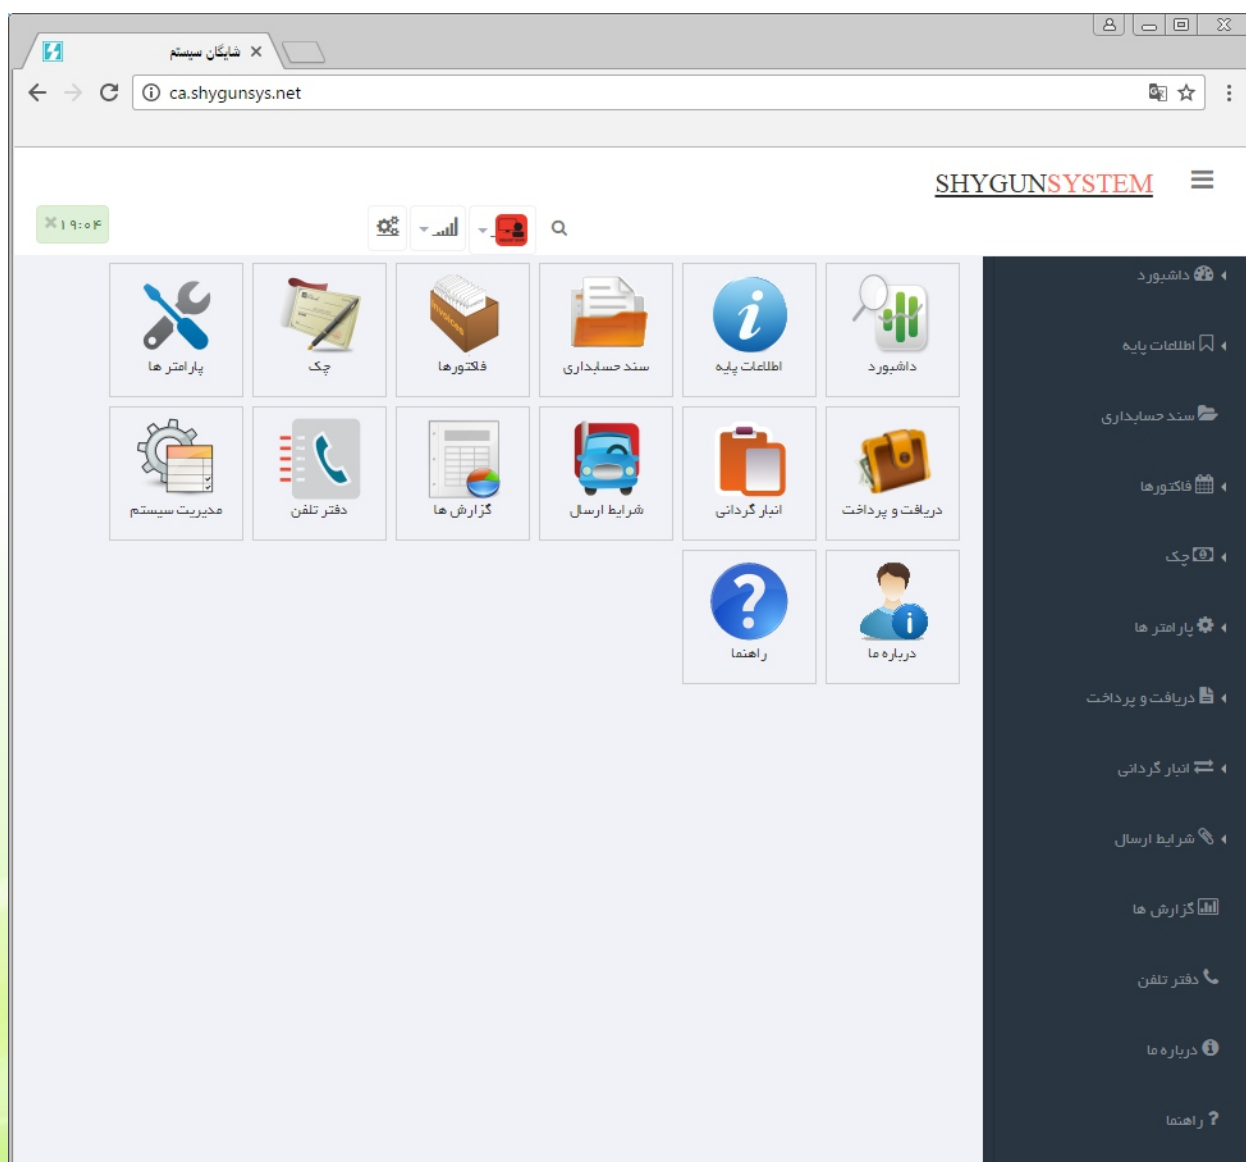 شایگان سیستم
ca.shygunsys.net
SHYGUNSYSTEM
۱۹:۰۴
داشبورد
اطلاعات پایه
سند حسابداری
فاکتورها
چک
پارامتر ها
دریافت و پرداخت
انبار گردانی
شرایط ارسال
گزارش ها
دفتر تلفن
مدیریت سیستم
درباره ما
راهنما
داشبورد
اطلاعات پایه
سند حسابداری
فاکتورها
چک
پارامتر ها
دریافت و پرداخت
انبار گردانی
شرایط ارسال
گزارش ها
دفتر تلفن
درباره ما
راهنما